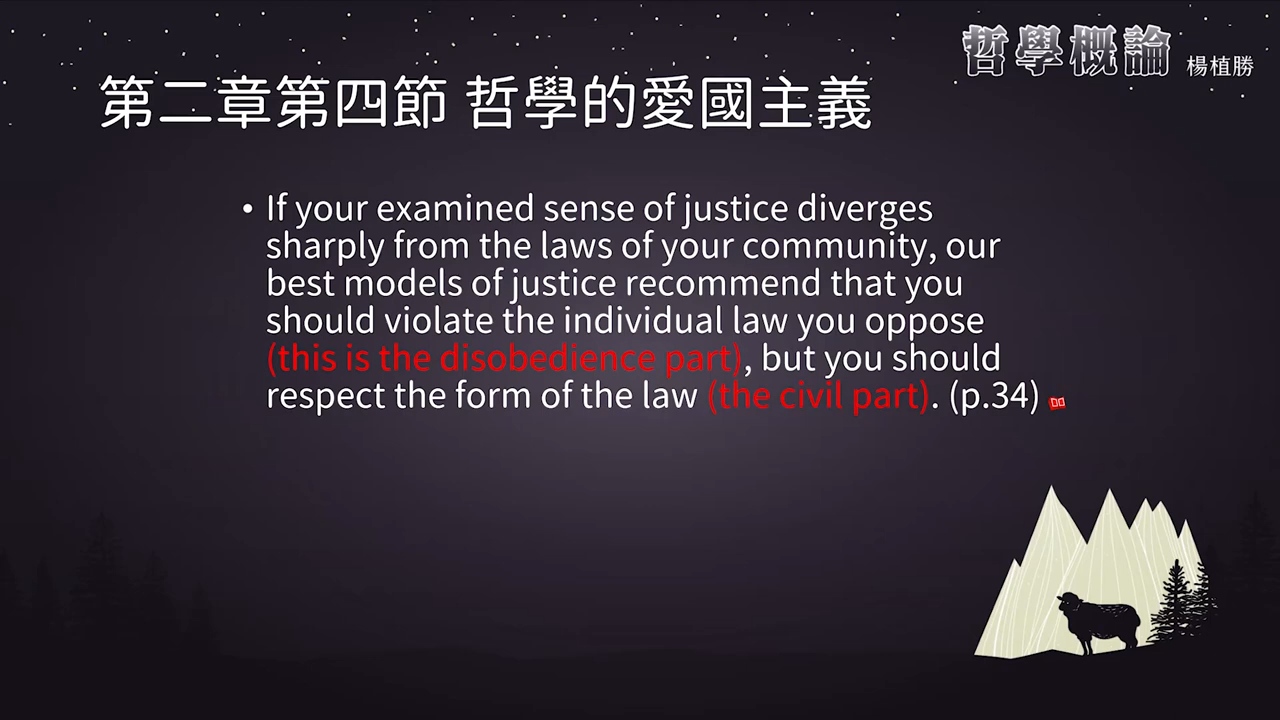 哲學概論 楊植勝
第二章第四節 哲學的愛國主義
• If your examined sense of justice diverges
sharply from the laws of your community, our
best models of justice recommend that you
should violate the individual law you oppose
(this is the disobedience part), but you should
respect the form of the law (the civil part). (p.34)